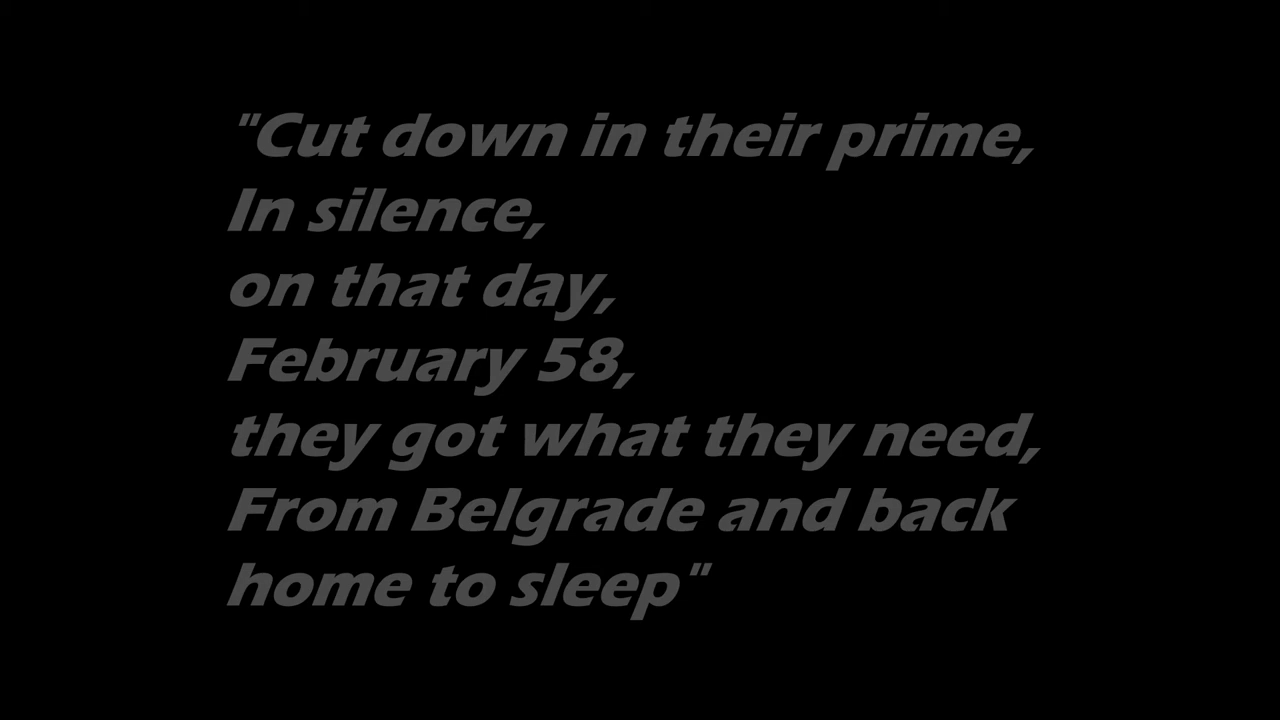 "Cut down in their prime,
In silence,
on that day,
February 58,
they got what they need,
From Belgrade and back
home to sleep"